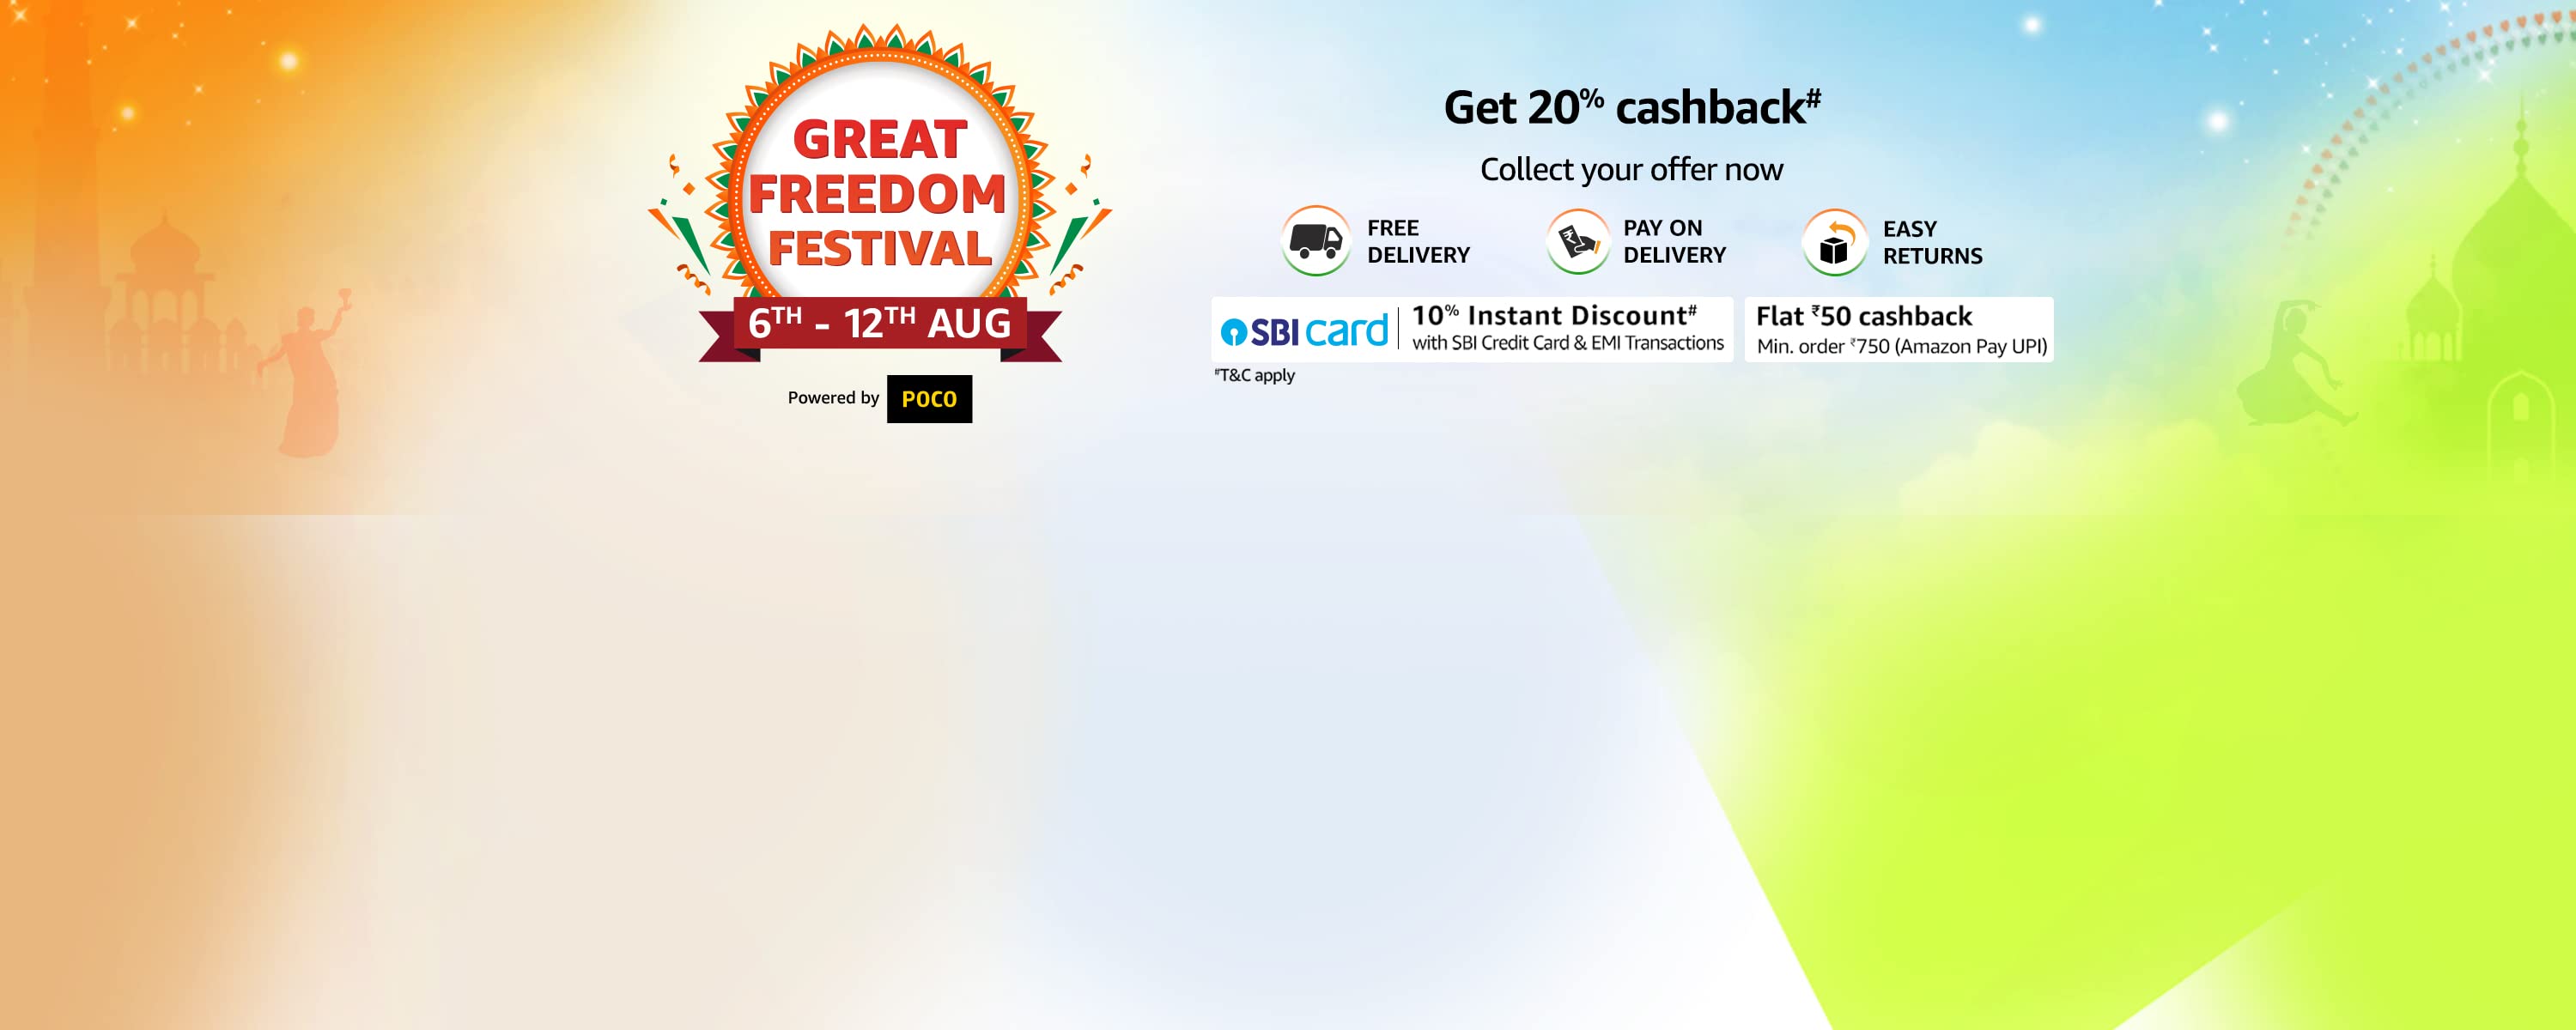 GREAT
FREEDOM
FESTIVAL
6TH - 12TH AUG
Powered by POCO
Get 20% cashback#
Collect your offer now
FREE
DELIVERY
PAY ON
DELIVERY
EASY
RETURNS
SBI card
10% Instant Discount#
with SBI Credit Card & EMI Transactions
Flat ₹50 cashback
Min. order ₹750 (Amazon Pay UPI)
#T&C apply